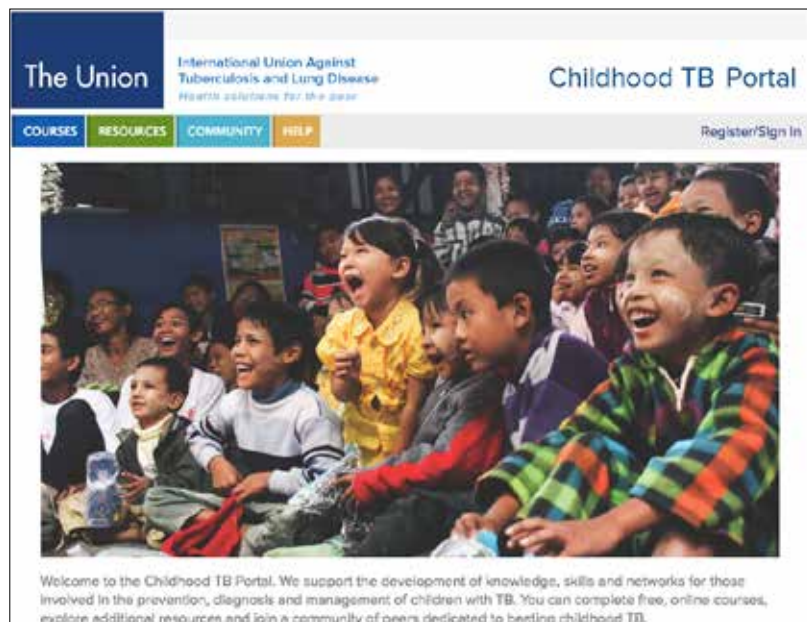 The Union
International Union Against
Tuberculosis and Lung Disease
Health solutions for the poor
Childhood TB Portal
COURSES RESOURCES COMMUNITY HELP
Register/Sign In
Welcome to the Childhood TB Portal. We support the development of knowledge, skills and networks for those
involved in the prevention, diagnosis and management of children with TB. You can complete free, online courses,
explore additional resources and join a community of peers dedicated to beating childhood TB.